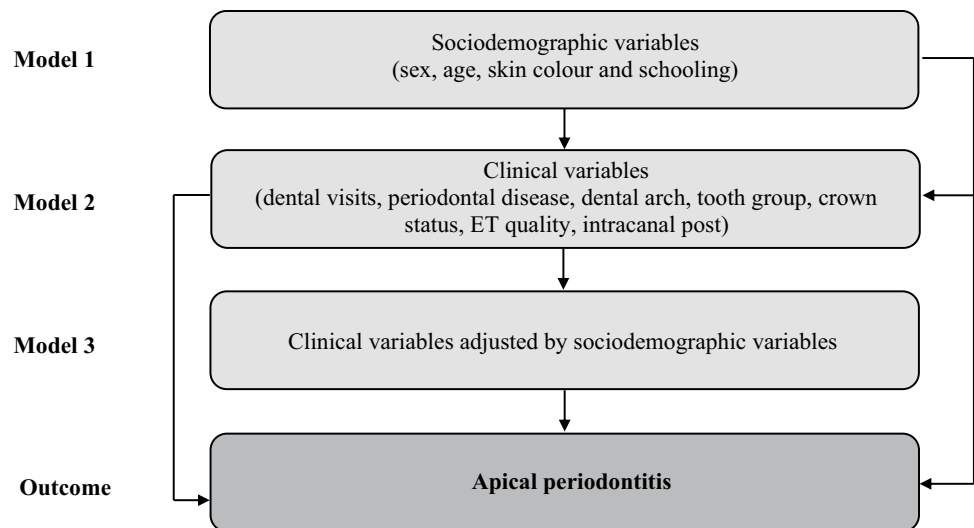 Model 1
Sociodemographic variables
(sex, age, skin colour and schooling)
Model 2
Clinical variables
(dental visits, periodontal disease, dental arch, tooth group, crown
status, ET quality, intracanal post)
Model 3
Clinical variables adjusted by sociodemographic variables
Outcome
Apical periodontitis